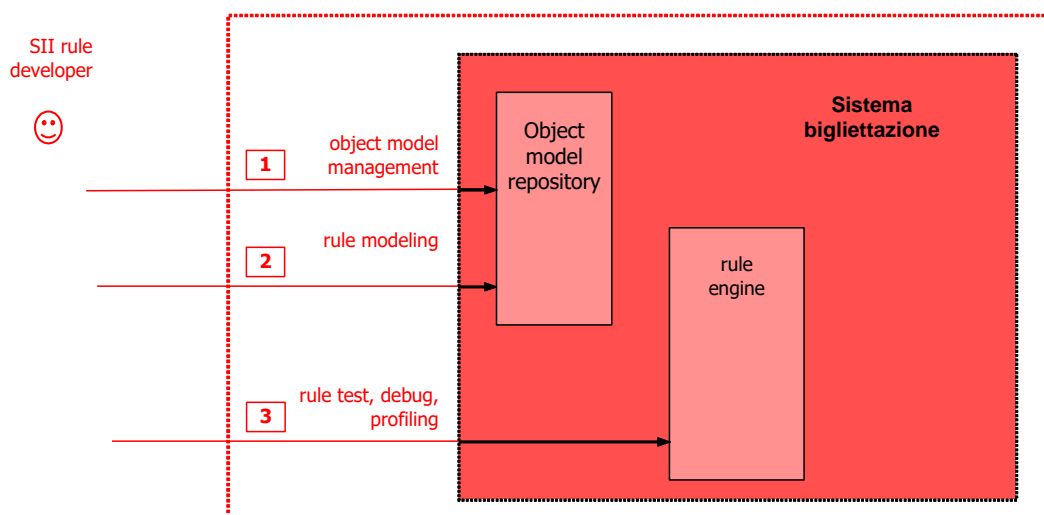 SII rule
developer
Sistema
bigliettazione
Object
model
repository
object model
management
1
rule modeling
2
rule
engine
rule test, debug,
profiling
3